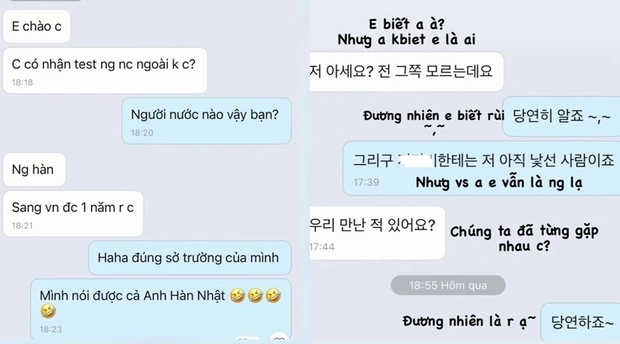 E chào c
C có nhận test ng nc ngoài k c?
18:18
Người nước nào vậy bạn?
18:20
Ng hàn
Sang vn đc 1 năm r c
18:21
Haha đúng sở trường của mình
Mình nói được cả Anh Hàn Nhật 🤣🤣🤣
🤣
18:23
E biết a à?
Nhưg a kbiet e là ai
저 아세요? 전 그쪽 모르는데요
Đương nhiên e biết rùi
~,~
당연히 알죠 ~,~
그리구 한테는 저 아직 낯선 사람이죠
17:39
Nhưg vs a e vẫn là ng lạ
우리 만난 적 있어요?
17:44
Chúng ta đã từng gặp
nhau c?
18:55 Hôm qua
Đương nhiên là r ạ~
당연하죠~